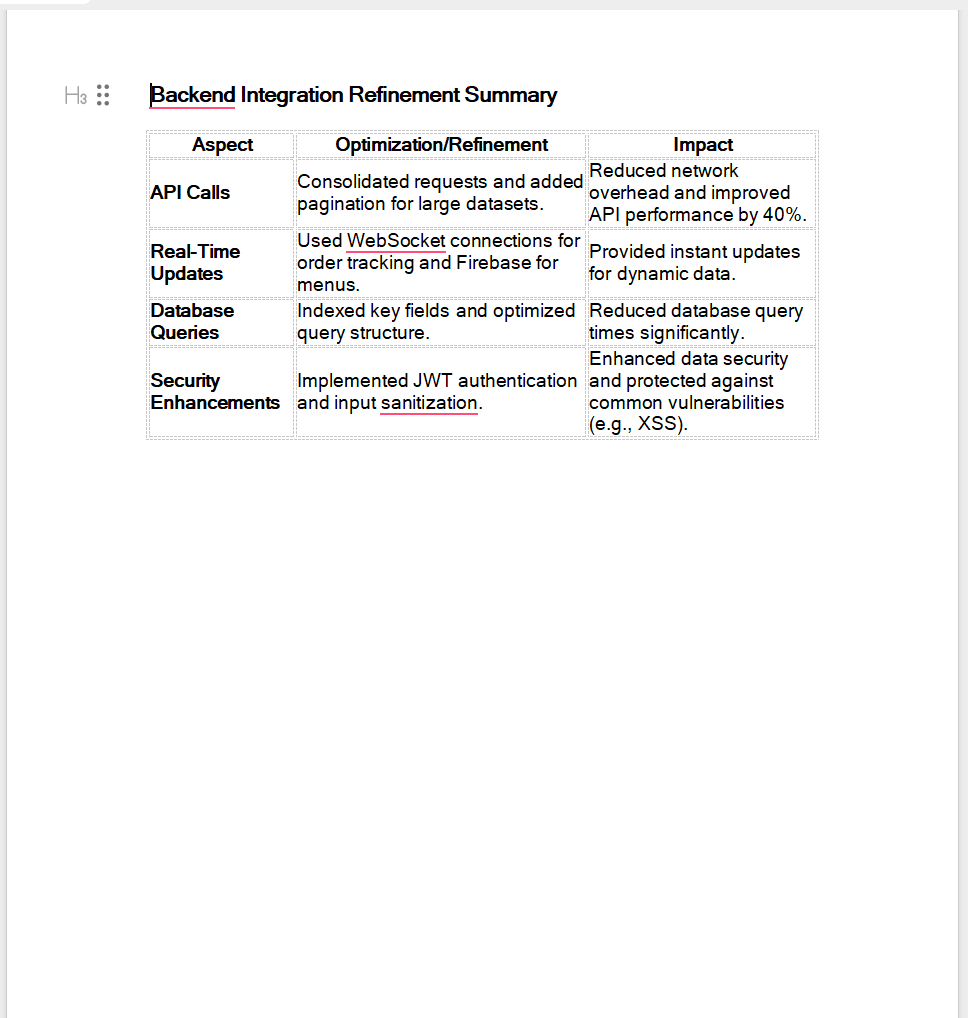 H3
Backend Integration Refinement Summary
Aspect Optimization/Refinement Impact
API Calls
Consolidated requests and added
pagination for large datasets.
Reduced network
overhead and improved
API performance by 40%.
Real-Time
Updates
Used WebSocket connections for
order tracking and Firebase for
menus.
Provided instant updates
for dynamic data.
Database
Queries
Indexed key fields and optimized
query structure.
Reduced database query
times significantly.
Security
Enhancements
Implemented JWT authentication
and input sanitization.
Enhanced data security
and protected against
common vulnerabilities
(e.g., XSS).